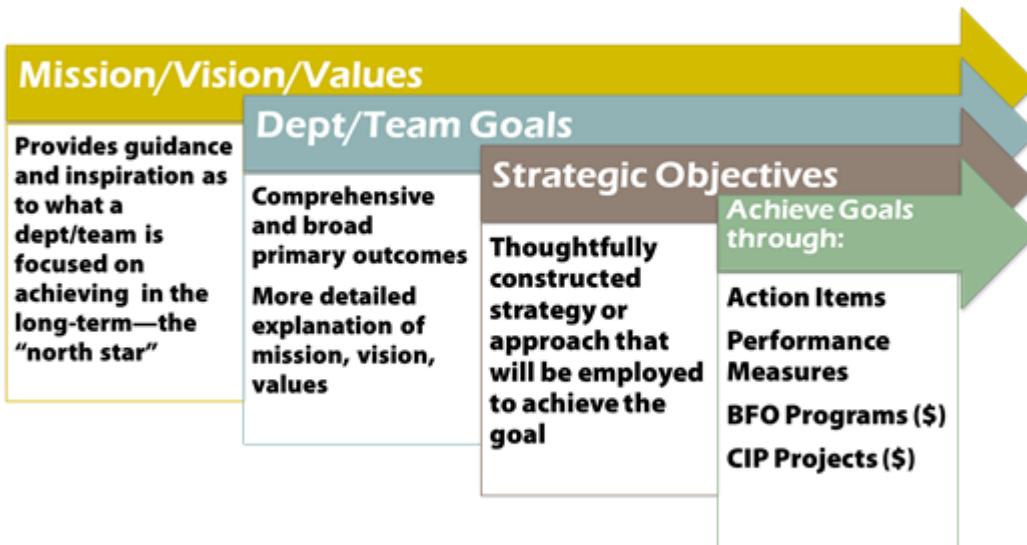 Mission/Vision/Values
Provides guidance
and inspiration as
to what a
dept/team is
focused on
achieving in the
long-term—the
“north star”
Dept/Team Goals
Comprehensive
and broad
primary outcomes
More detailed
explanation of
mission, vision,
values
Strategic Objectives
Thoughtfully
constructed
strategy or
approach that
will be employed
to achieve the
goal
Achieve Goals
through:
Action Items
Performance
Measures
BFO Programs ($)
CIP Projects ($)